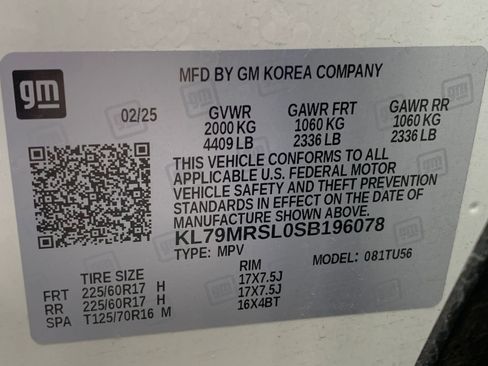 gm
MFD BY GM KOREA COMPANY
02/25 GVWR GAWR FRT GAWR RR
2000 KG 1060 KG 1060 KG
4409 LB 2336 LB 2336 LB
THIS VEHICLE CONFORMS TO ALL
APPLICABLE U.S. FEDERAL MOTOR
VEHICLE SAFETY AND THEFT PREVENTION
STANDARDS IN EFFECT ON THE DATE OF
MANUFACTURE SHOWN ABOVE.
KL79MRSL0SB196078
TYPE: MPV MODEL: 081TU56
TIRE SIZE RIM
FRT 225/60R17 H 17X7.5J
RR 225/60R17 H 17X7.5J
SPA T125/70R16 M 16X4BT